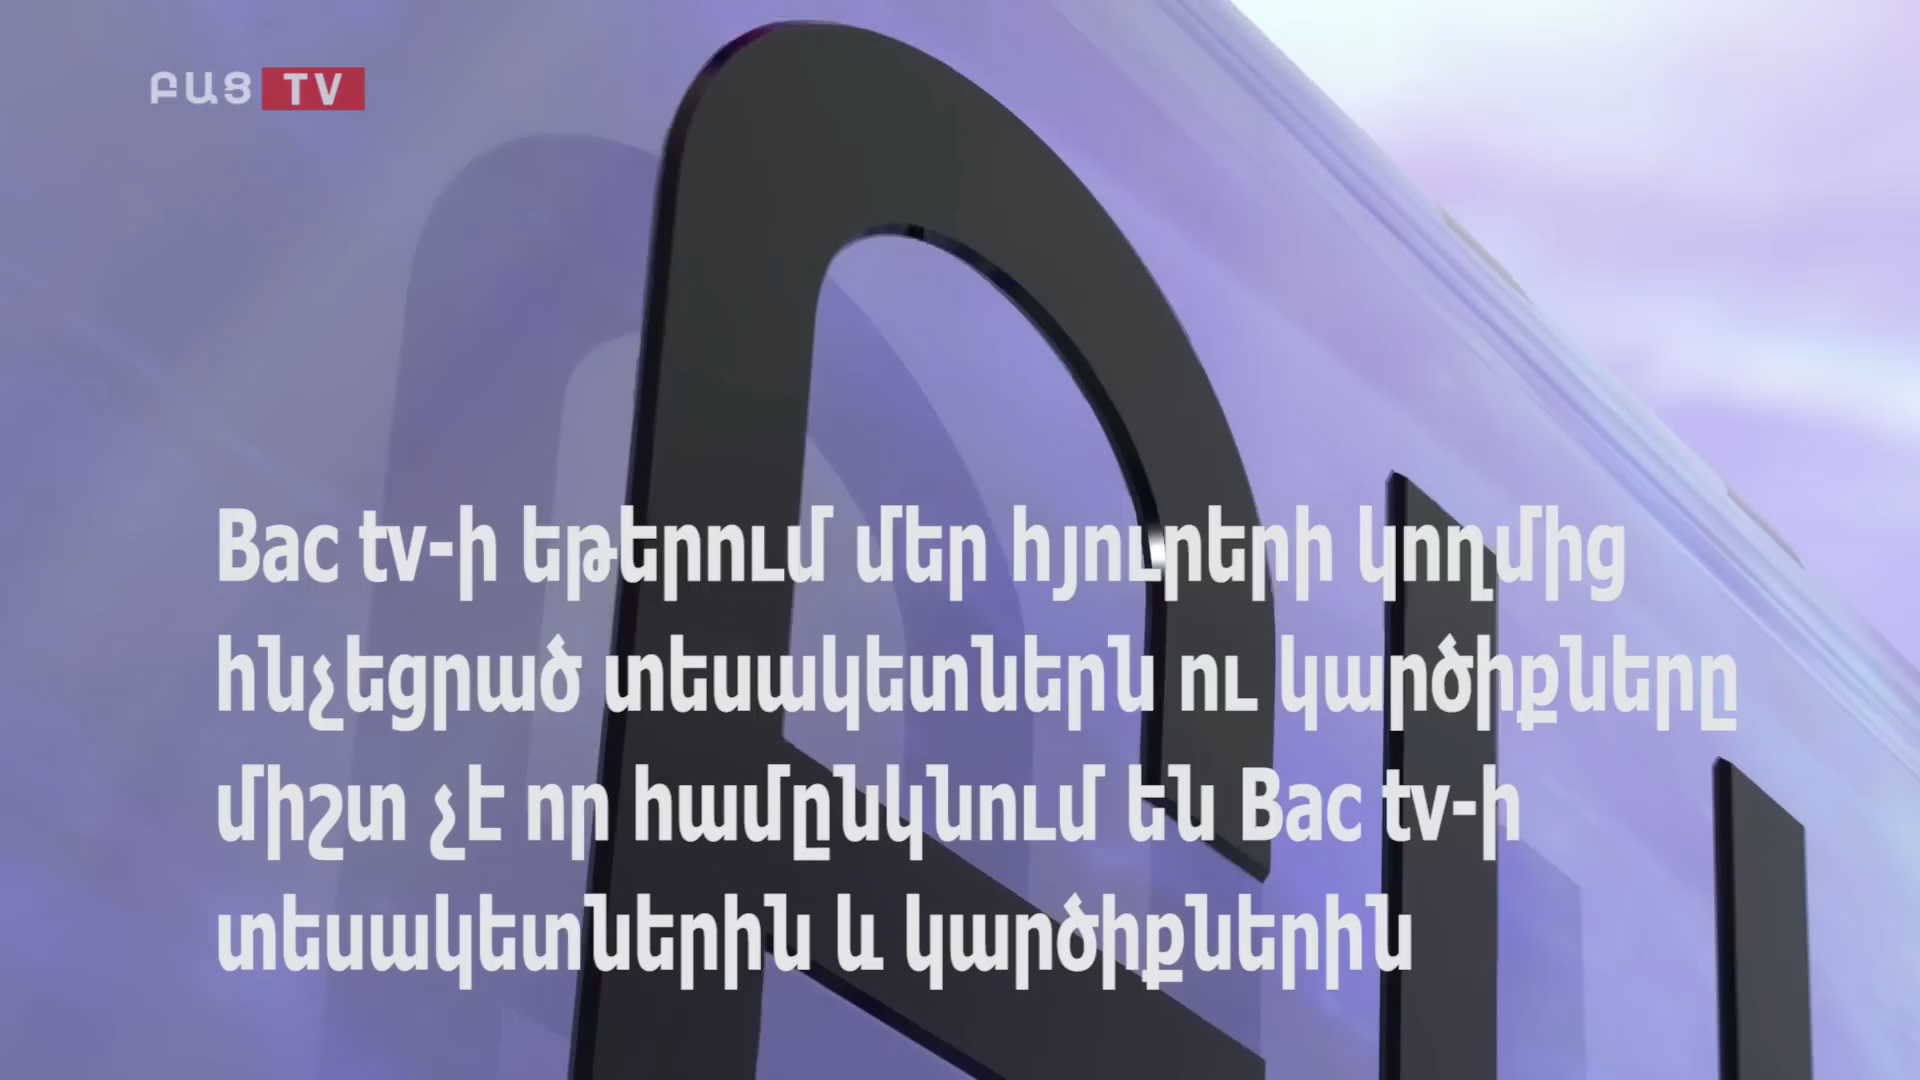 ԲԱՑ TV
Bac tv-ի եթերում մեր հյուրերի կողմից
հնչեցրած տեսակետներն ու կարծիքները
միշտ չէ որ համընկնում են Bac tv-ի
տեսակետներին և կարծիքներին